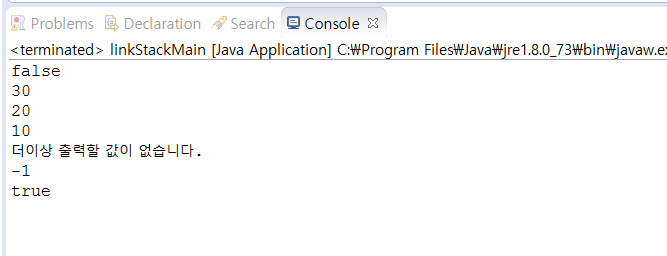 Problems Declaration Search Console
<terminated> linkStackMain [Java Application] C:₩Program Files₩Java₩jre1.8.0_73₩bin₩javaw.ex
false
30
20
10
더이상 출력할 값이 없습니다.
-1
true